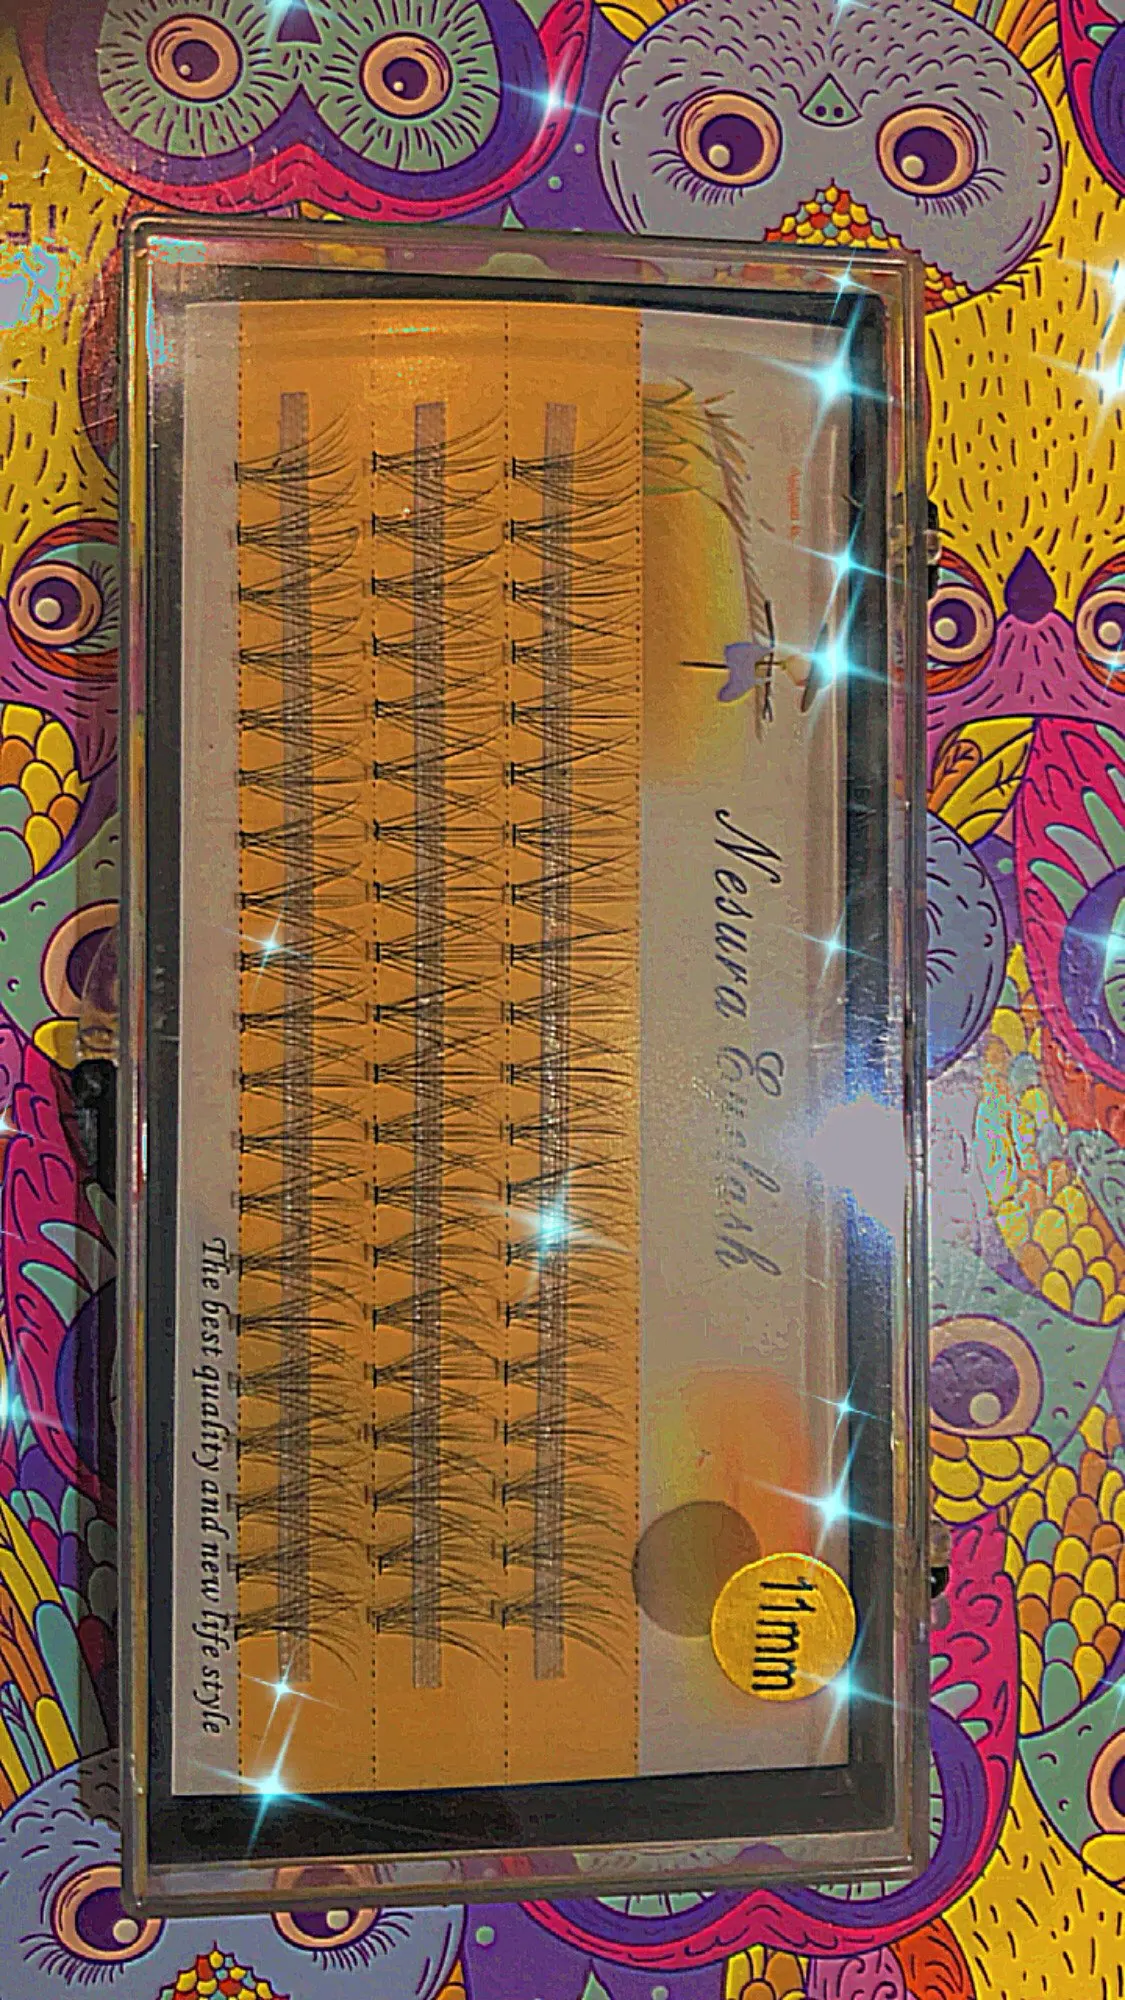 Nesura Eyelash
11mm
The best quality and new life style